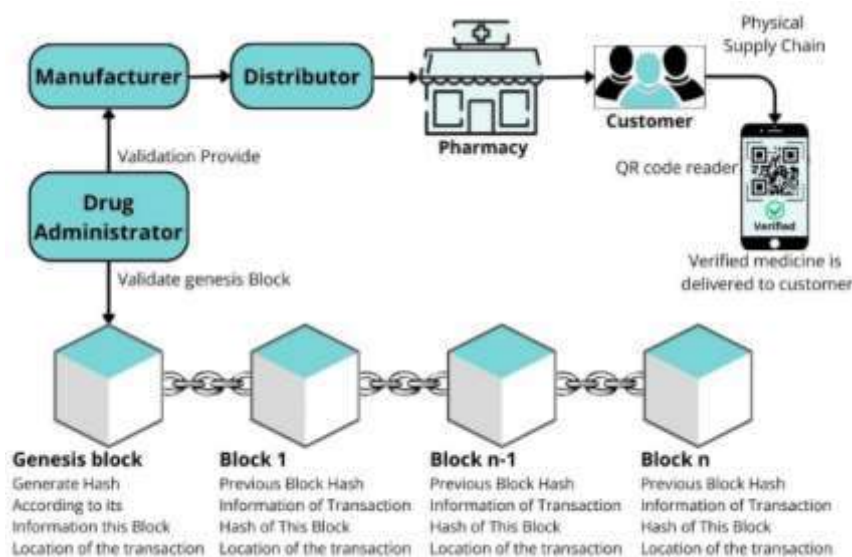 Physical
Supply Chain
Manufacturer
Distributor
Pharmacy
Customer
Validation Provide
QR code reader
Drug
Administrator
Verified
Verified medicine is
delivered to customer
Validate genesis Block
Genesis block
Generate Hash
According to its
Information this Block
Location of the transaction
Block 1
Previous Block Hash
Information of Transaction
Hash of This Block
Location of the transaction
Block n-1
Previous Block Hash
Information of Transaction
Hash of This Block
Location of the transaction
Block n
Previous Block Hash
Information of Transaction
Hash of This Block
Location of the transaction